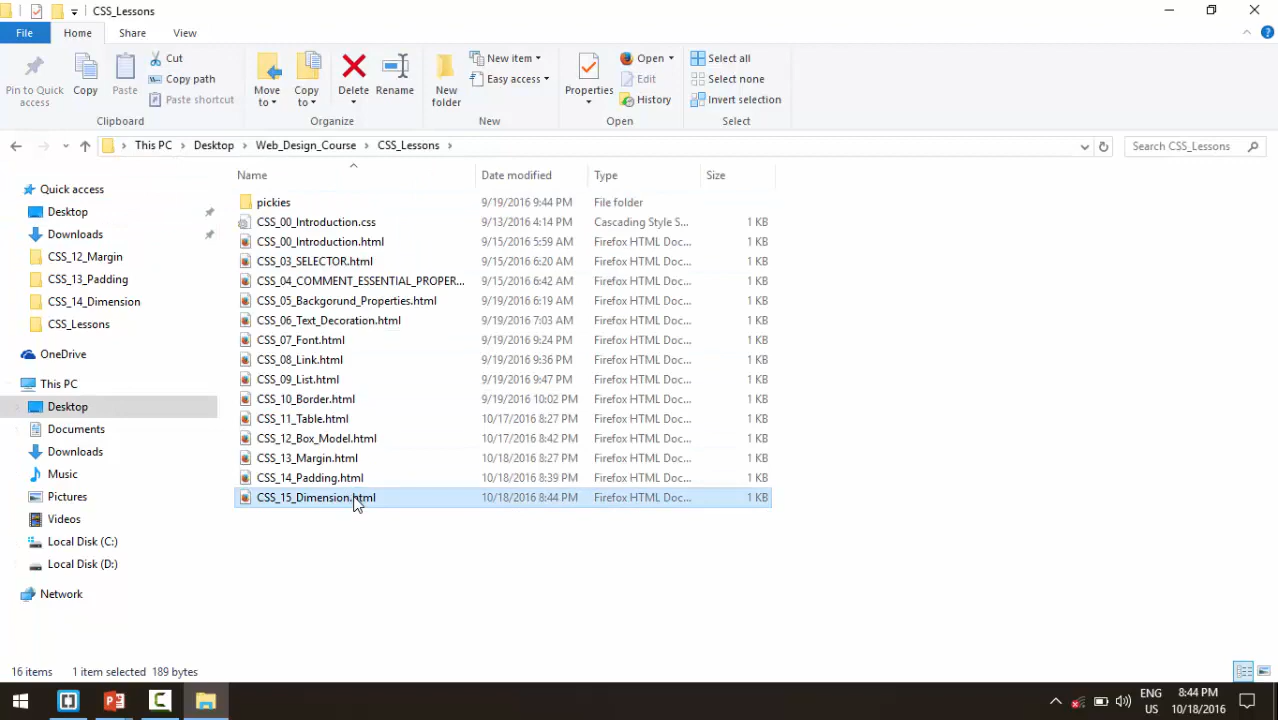 CSS_Lessons
File Home Share View
Pin to Quick access
Copy
Paste
Cut
Copy path
Paste shortcut
Clipboard
Move to
Copy to
Delete
Rename
Organize
New folder
New item
Easy access
New
Properties
Open
Edit
History
Open
Select all
Select none
Invert selection
Select
This PC Desktop Web_Design_Course CSS_Lessons
Search CSS_Lessons
Quick access
Desktop
Downloads
CSS_12_Margin
CSS_13_Padding
CSS_14_Dimension
CSS_Lessons
OneDrive
This PC
Desktop
Documents
Downloads
Music
Pictures
Videos
Local Disk (C:)
Local Disk (D:)
Network
Name Date modified Type Size
pickies 9/19/2016 9:44 PM File folder
CSS_00_Introduction.css 9/13/2016 4:14 PM Cascading Style S... 1 KB
CSS_00_Introduction.html 9/15/2016 5:59 AM Firefox HTML Doc... 1 KB
CSS_03_SELECTOR.html 9/15/2016 6:20 AM Firefox HTML Doc... 1 KB
CSS_04_COMMENT_ESSENTIAL_PROPER... 9/15/2016 6:42 AM Firefox HTML Doc... 1 KB
CSS_05_Backgorund_Properties.html 9/19/2016 6:19 AM Firefox HTML Doc... 1 KB
CSS_06_Text_Decoration.html 9/19/2016 7:03 AM Firefox HTML Doc... 1 KB
CSS_07_Font.html 9/19/2016 9:24 PM Firefox HTML Doc... 1 KB
CSS_08_Link.html 9/19/2016 9:36 PM Firefox HTML Doc... 1 KB
CSS_09_List.html 9/19/2016 9:47 PM Firefox HTML Doc... 1 KB
CSS_10_Border.html 9/19/2016 10:02 PM Firefox HTML Doc... 1 KB
CSS_11_Table.html 10/17/2016 8:27 PM Firefox HTML Doc... 1 KB
CSS_12_Box_Model.html 10/17/2016 8:42 PM Firefox HTML Doc... 1 KB
CSS_13_Margin.html 10/18/2016 8:27 PM Firefox HTML Doc... 1 KB
CSS_14_Padding.html 10/18/2016 8:39 PM Firefox HTML Doc... 1 KB
CSS_15_Dimension.html 10/18/2016 8:44 PM Firefox HTML Doc... 1 KB
16 items 1 item selected 189 bytes
ENG
US
8:44 PM
10/18/2016